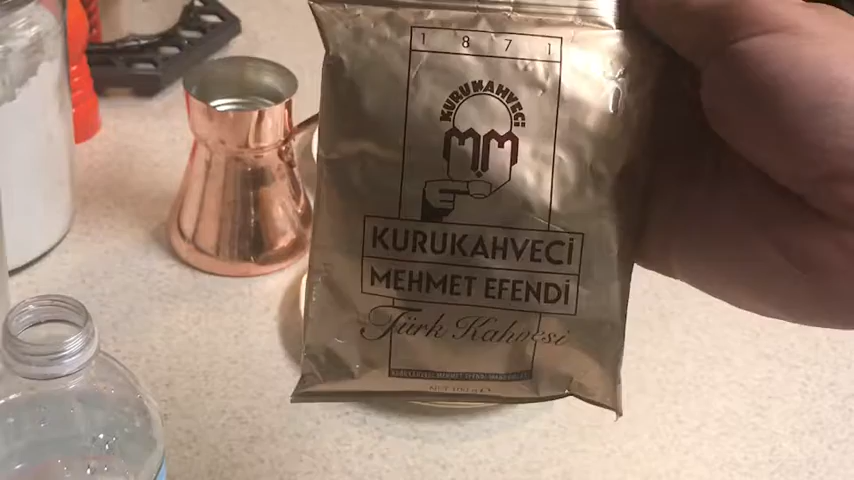 1871
KURUKAHVECİ
KURUKAHVECİ
MEHMET EFENDİ
Türk Kahvesi